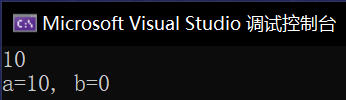 Microsoft Visual Studio 调试控制台
10
a=10, b=0